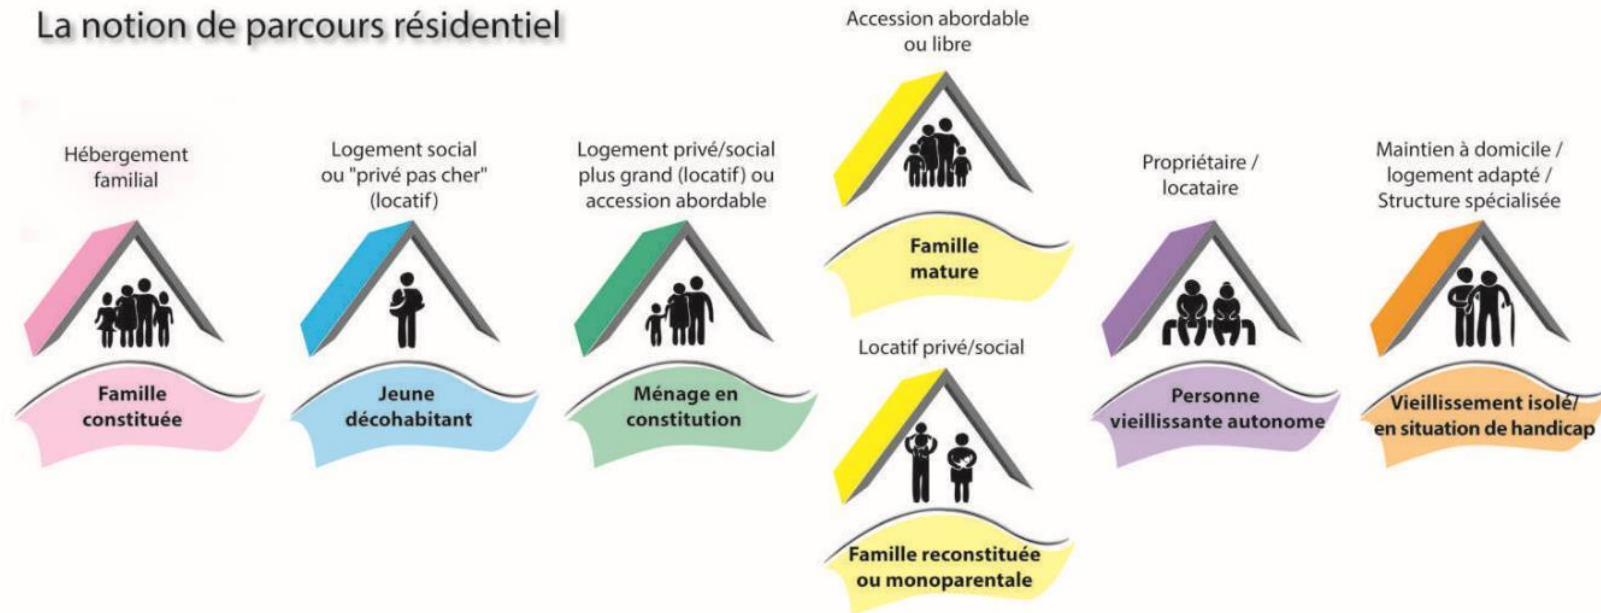 La notion de parcours résidentiel
Hébergement
familial
Famille
constituée
Logement social
ou "privé pas cher"
(locatif)
Jeune
décohabitant
Logement privé/social
plus grand (locatif) ou
accession abordable
Ménage en
constitution
Accession abordable
ou libre
Famille
mature
Locatif privé/social
Famille reconstituée
ou monoparentale
Propriétaire /
locataire
Personne
vieillissante autonome
Maintien à domicile /
logement adapté /
Structure spécialisée
Vieillissement isolé/
en situation de handicap